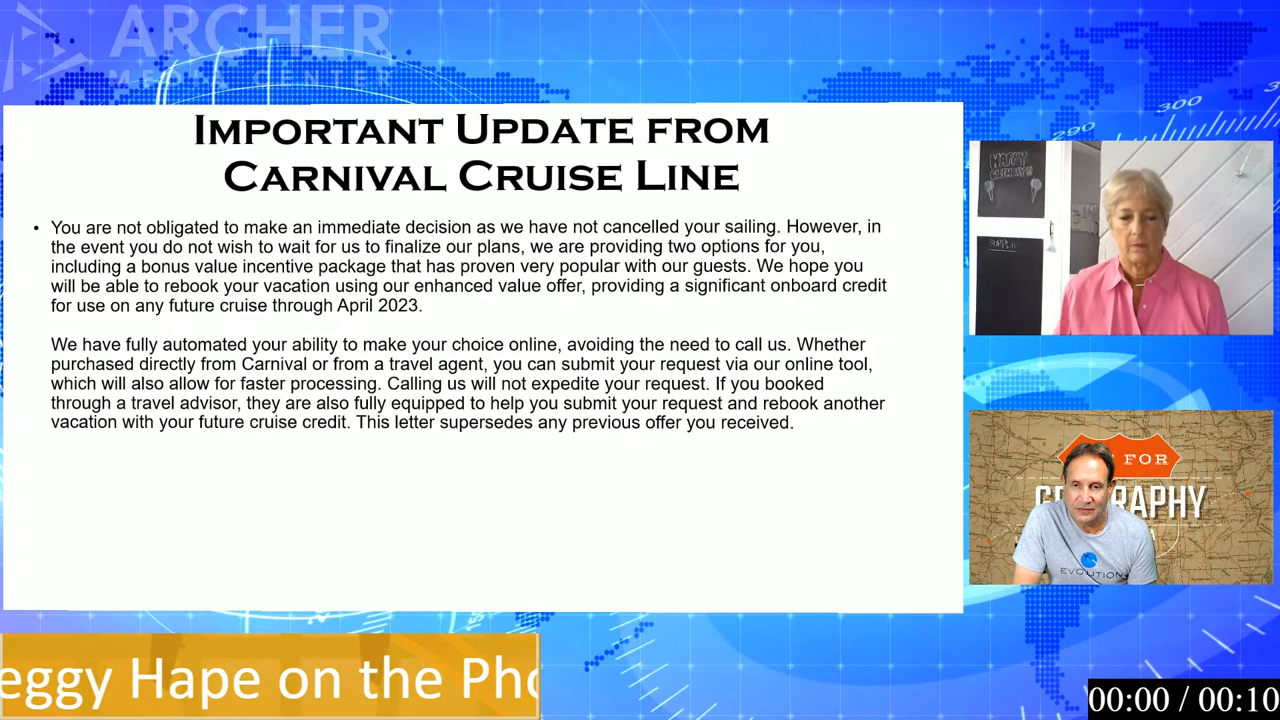 ARCHER
MEDIA CENTER
IMPORTANT UPDATE FROM
CARNIVAL CRUISE LINE
• You are not obligated to make an immediate decision as we have not cancelled your sailing. However, in
the event you do not wish to wait for us to finalize our plans, we are providing two options for you,
including a bonus value incentive package that has proven very popular with our guests. We hope you
will be able to rebook your vacation using our enhanced value offer, providing a significant onboard credit
for use on any future cruise through April 2023.
We have fully automated your ability to make your choice online, avoiding the need to call us. Whether
purchased directly from Carnival or from a travel agent, you can submit your request via our online tool,
which will also allow for faster processing. Calling us will not expedite your request. If you booked
through a travel advisor, they are also fully equipped to help you submit your request and rebook another
vacation with your future cruise credit. This letter supersedes any previous offer you received.
290
300
HAPPY
FOR
EVOLUTION
eggy Hape on the Pho
00:00 / 00:10